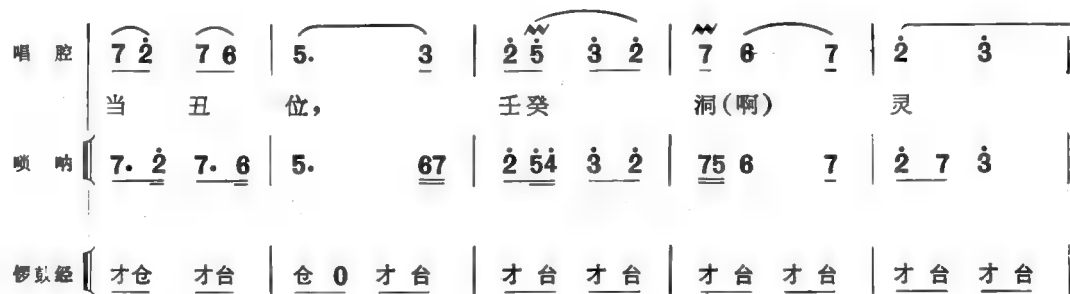 唱腔 7 2̇ 7 6 | 5. 3 | 2̇ 5̇ 3̇ 2̇ | 7 6 7 | 2̇ 3̇ |
当 丑 位， 壬癸 洞(啊) 灵
唢呐 7. 2̇ 7. 6 | 5. 67 | 2̇ 5̇4̇ 3̇ 2̇ | 75 6 7 | 2̇ 7 3̇ |
锣鼓经 才仓 才台 | 仓 0 才台 | 才台 才台 | 才台 才台 | 才台 才台 |